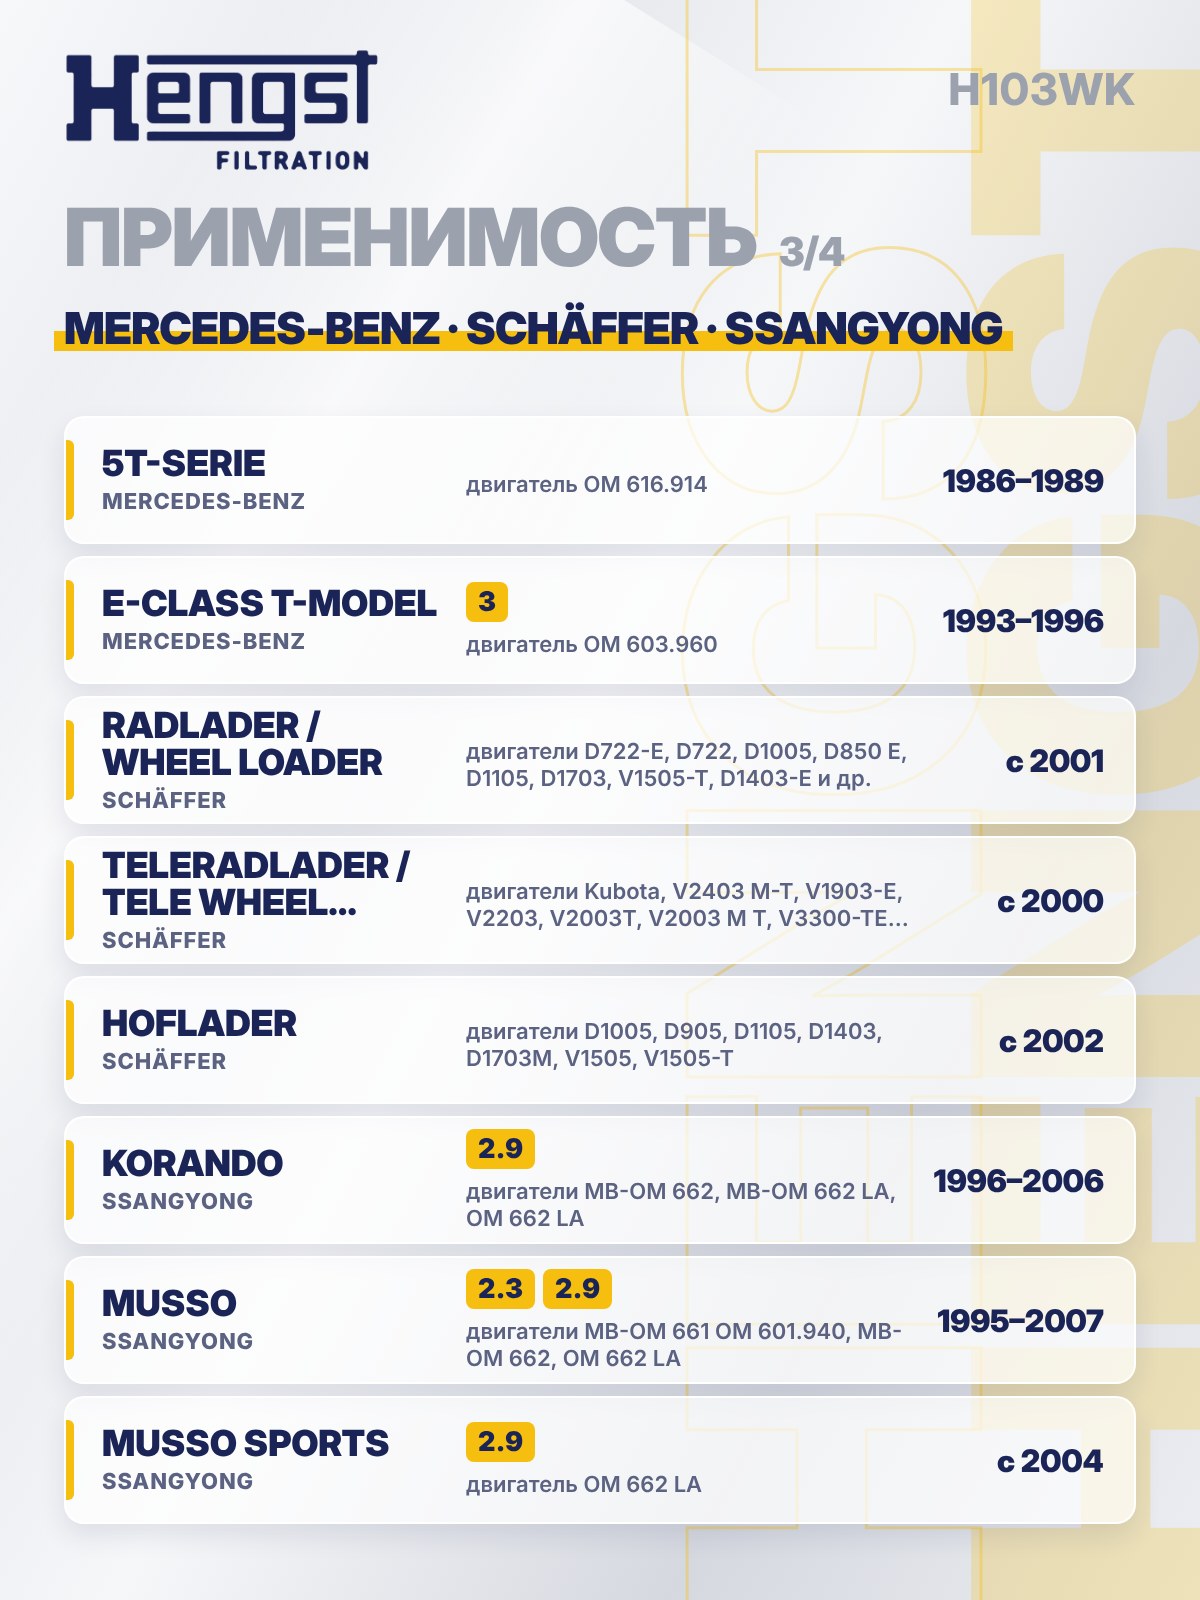 Hengst
FILTRATION
H103WK
ПРИМЕНИМОСТЬ 3/4
MERCEDES-BENZ · SCHÄFFER · SSANGYONG
5T-SERIE
MERCEDES-BENZ
двигатель OM 616.914
1986–1989
E-CLASS T-MODEL
MERCEDES-BENZ
3
двигатель OM 603.960
1993–1996
RADLADER /
WHEEL LOADER
SCHÄFFER
двигатели D722-E, D722, D1005, D850 E,
D1105, D1703, V1505-T, D1403-E и др.
с 2001
TELERADLADER /
TELE WHEEL...
SCHÄFFER
двигатели Kubota, V2403 M-T, V1903-E,
V2203, V2003T, V2003 M T, V3300-TE...
с 2000
HOFLADER
SCHÄFFER
двигатели D1005, D905, D1105, D1403,
D1703M, V1505, V1505-T
с 2002
KORANDO
SSANGYONG
2.9
двигатели MB-OM 662, MB-OM 662 LA,
OM 662 LA
1996–2006
MUSSO
SSANGYONG
2.3 2.9
двигатели MB-OM 661 OM 601.940, MB-
OM 662, OM 662 LA
1995–2007
MUSSO SPORTS
SSANGYONG
2.9
двигатель OM 662 LA
с 2004
HENGST
HENGST